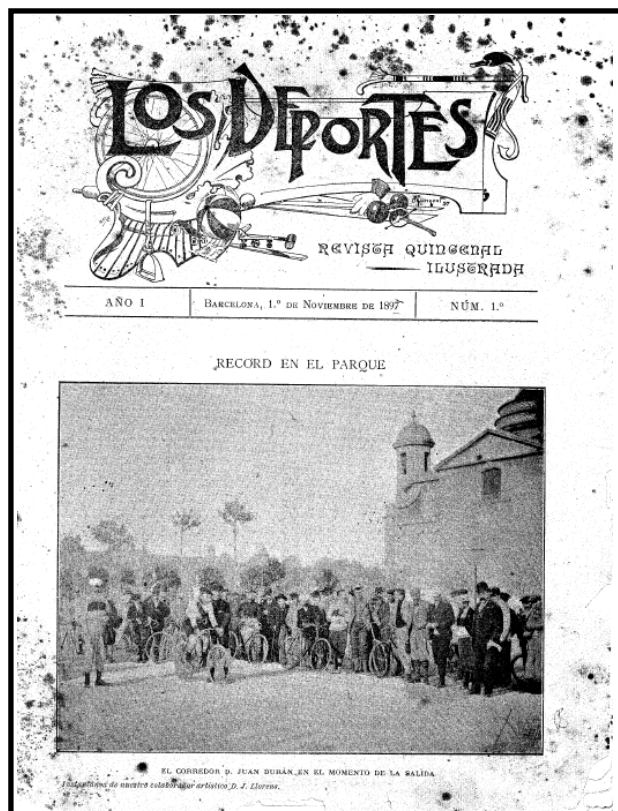 LOS DEPORTES
REVISTA QUINCENAL
ILUSTRADA
AÑO I
BARCELONA, 1.º DE NOVIEMBRE DE 1897
NÚM. 1.º
RECORD EN EL PARQUE
EL CORREDOR D. JUAN DURÁN EN EL MOMENTO DE LA SALIDA
Instantánea de nuestro colaborador artístico D. J. Llorens.